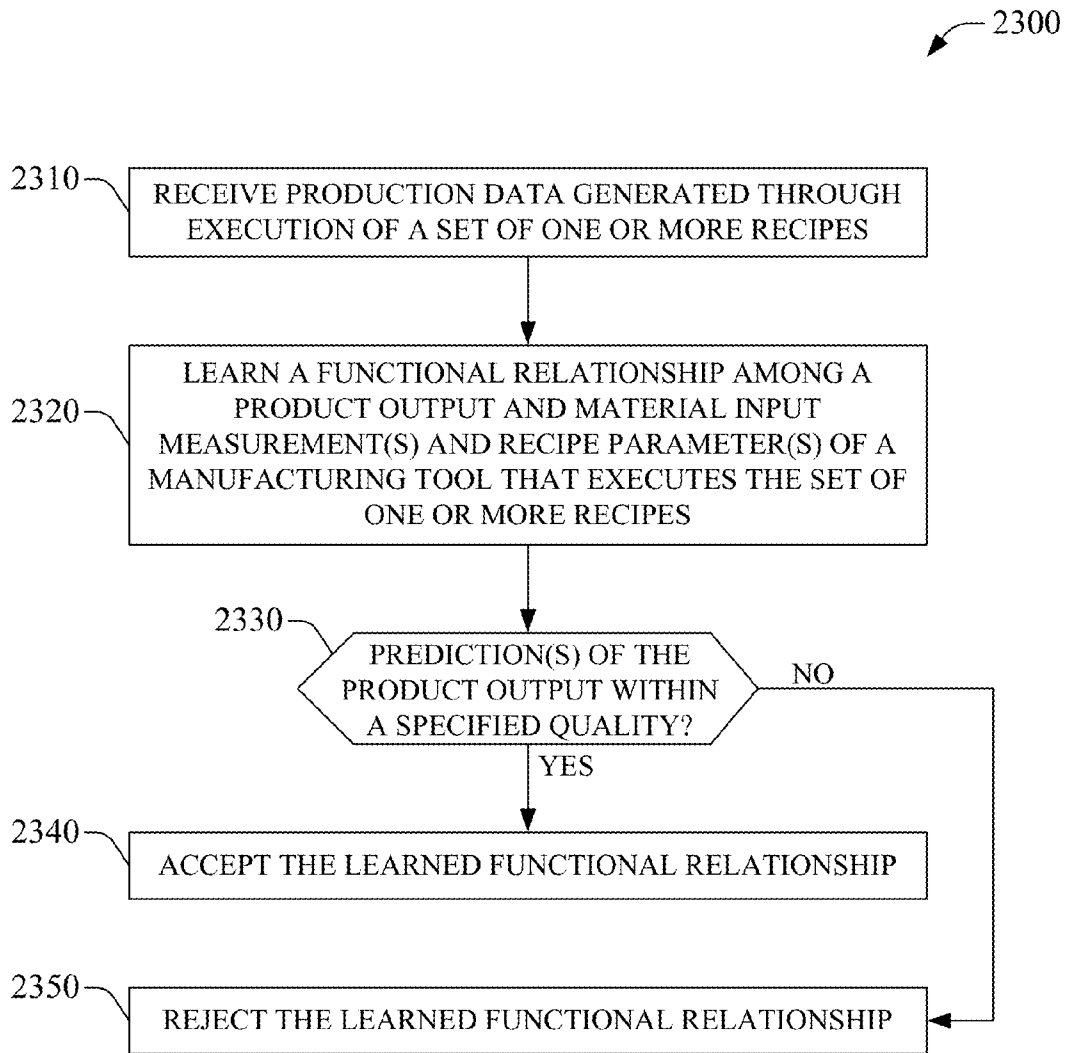 2300
2310
RECEIVE PRODUCTION DATA GENERATED THROUGH
EXECUTION OF A SET OF ONE OR MORE RECIPES
2320
LEARN A FUNCTIONAL RELATIONSHIP AMONG A
PRODUCT OUTPUT AND MATERIAL INPUT
MEASUREMENT(S) AND RECIPE PARAMETER(S) OF A
MANUFACTURING TOOL THAT EXECUTES THE SET OF
ONE OR MORE RECIPES
2330
PREDICTION(S) OF THE
PRODUCT OUTPUT WITHIN
A SPECIFIED QUALITY?
NO
YES
2340
ACCEPT THE LEARNED FUNCTIONAL RELATIONSHIP
2350
REJECT THE LEARNED FUNCTIONAL RELATIONSHIP